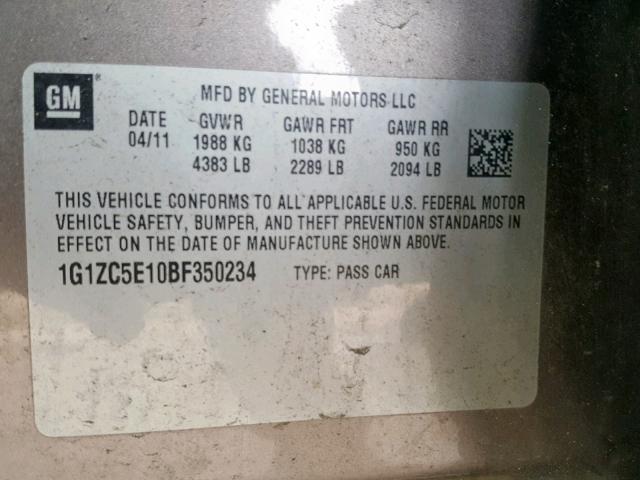 GM
MFD BY GENERAL MOTORS LLC
DATE GVWR GAWR FRT GAWR RR
04/11 1988 KG 1038 KG 950 KG
4383 LB 2289 LB 2094 LB
THIS VEHICLE CONFORMS TO ALL APPLICABLE U.S. FEDERAL MOTOR
VEHICLE SAFETY, BUMPER, AND THEFT PREVENTION STANDARDS IN
EFFECT ON THE DATE OF MANUFACTURE SHOWN ABOVE.
1G1ZC5E10BF350234 TYPE: PASS CAR